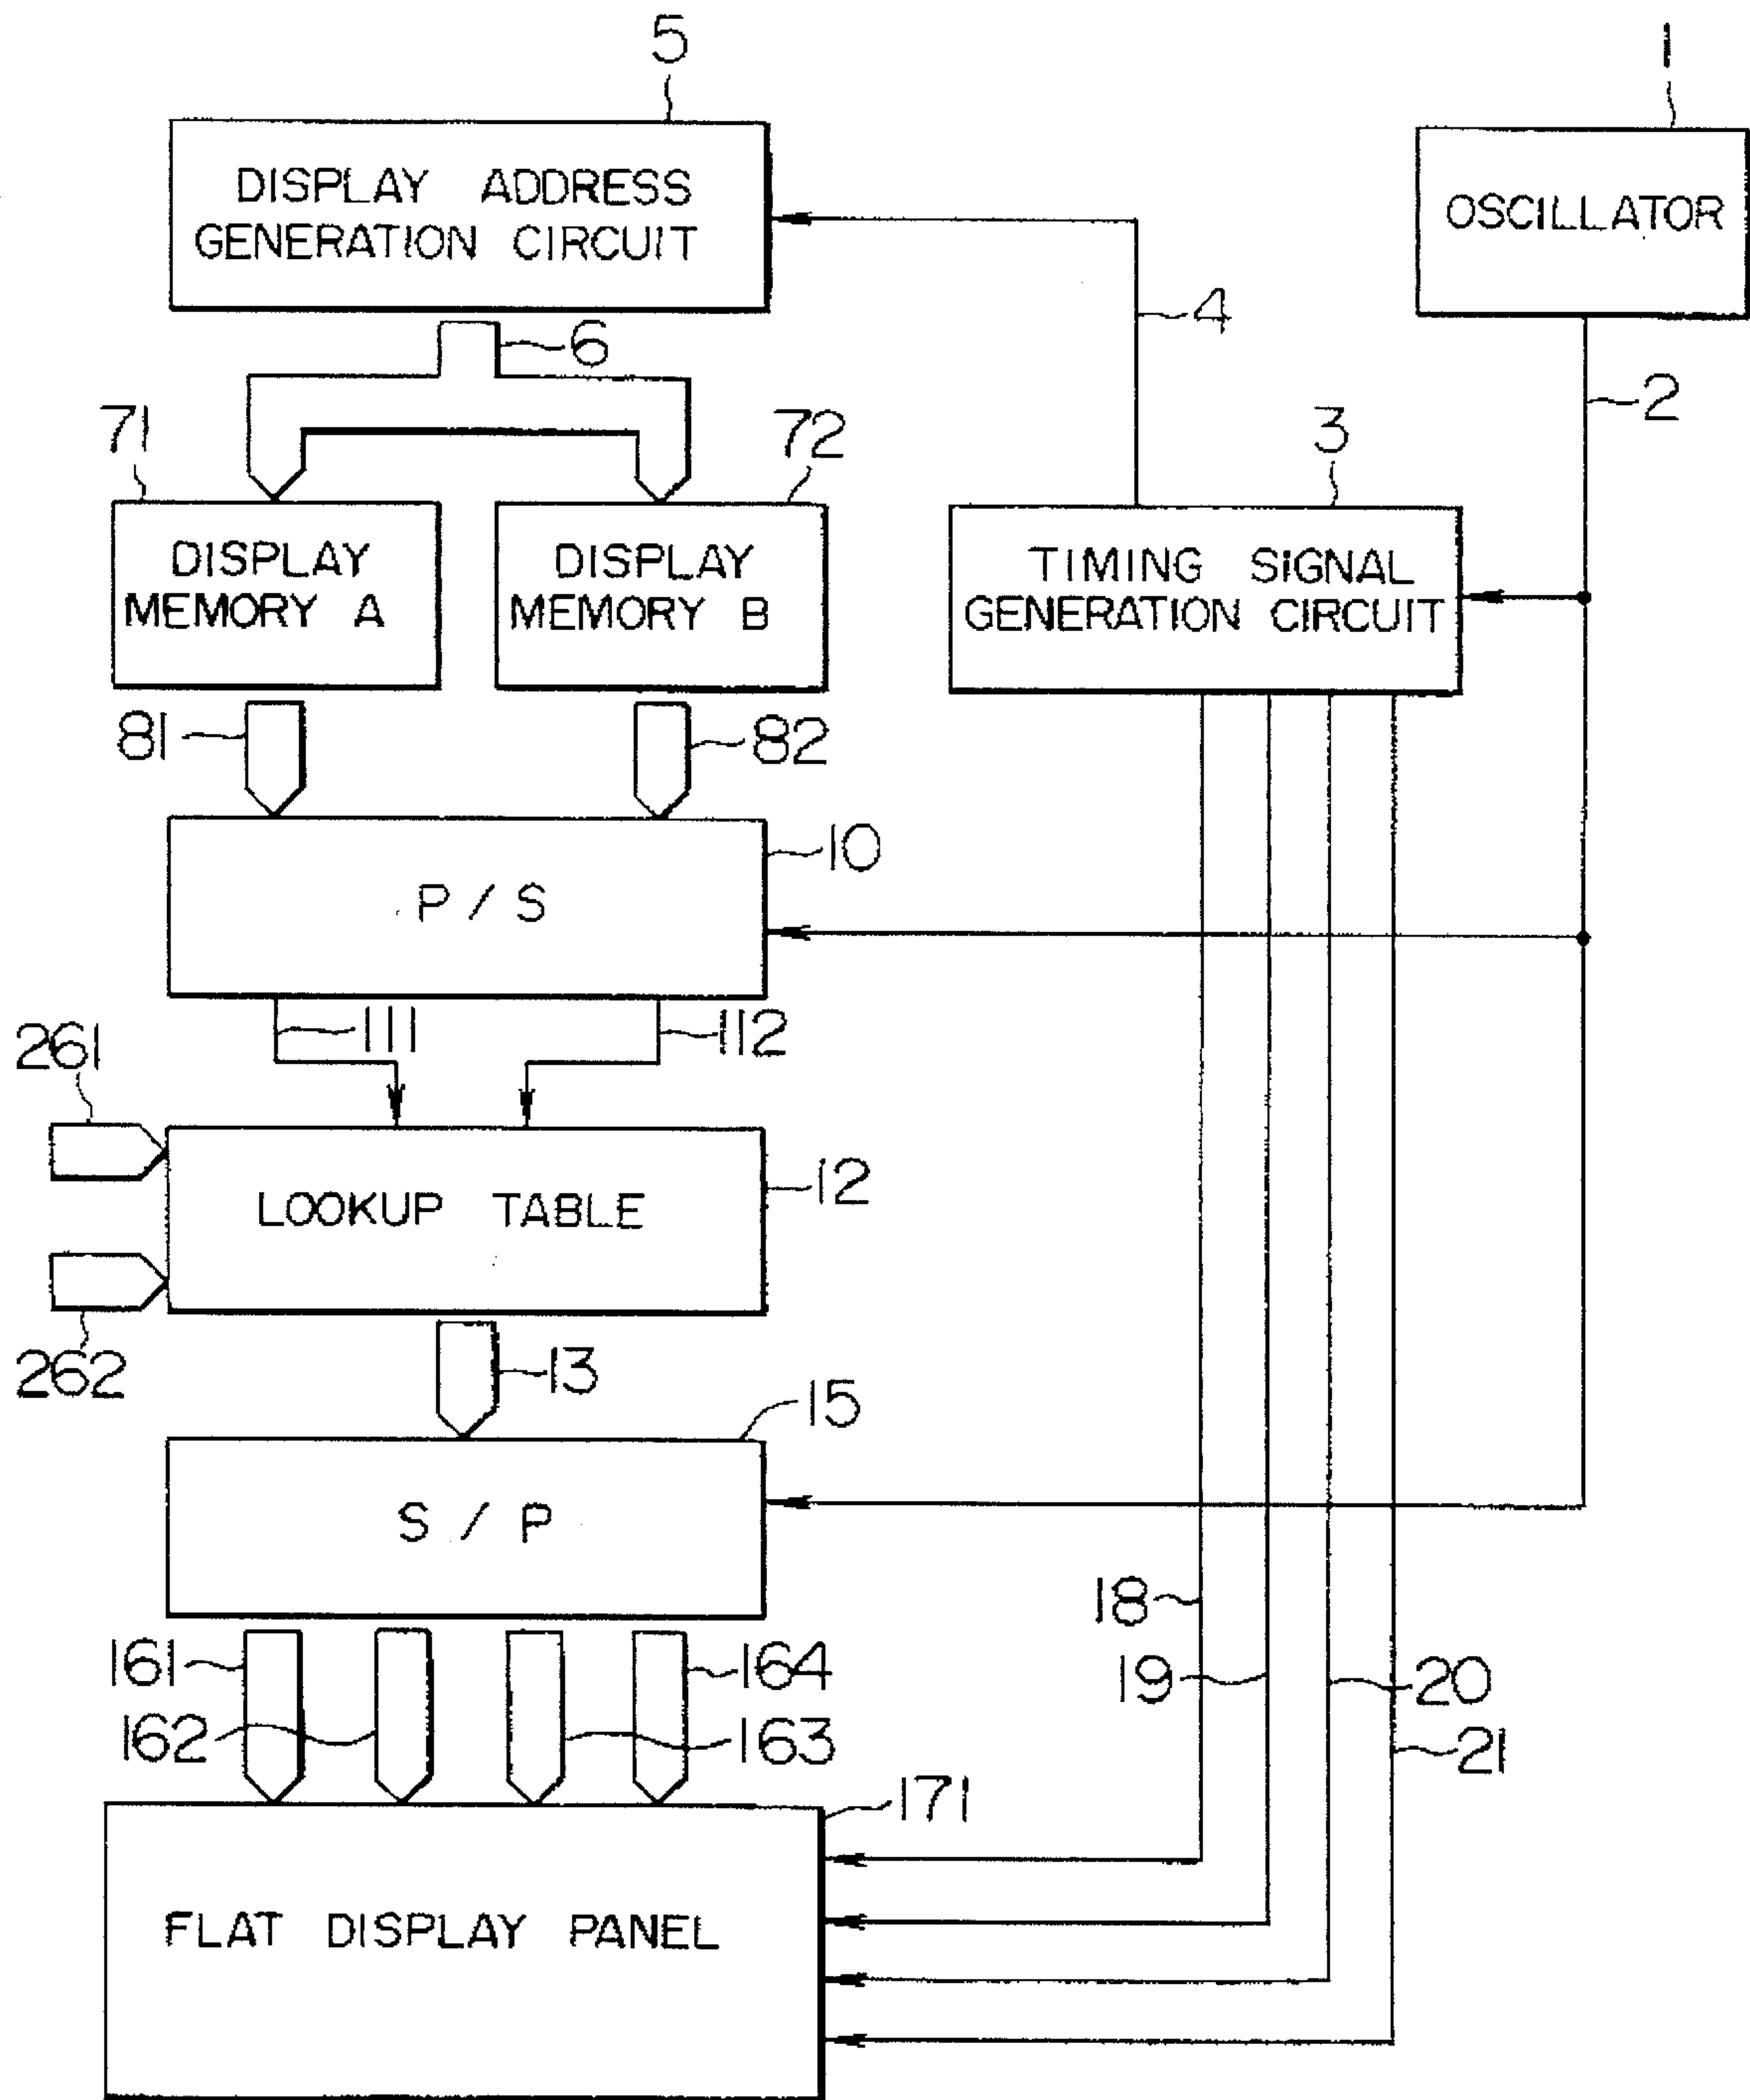 5
1
DISPLAY ADDRESS
GENERATION CIRCUIT
OSCILLATOR
6
4
2
71
72
3
DISPLAY
MEMORY A
DISPLAY
MEMORY B
TIMING SIGNAL
GENERATION CIRCUIT
81
82
10
P / S
111
112
261
12
LOOKUP TABLE
262
13
15
S / P
18
161
164
19
20
162
163
21
171
FLAT DISPLAY PANEL